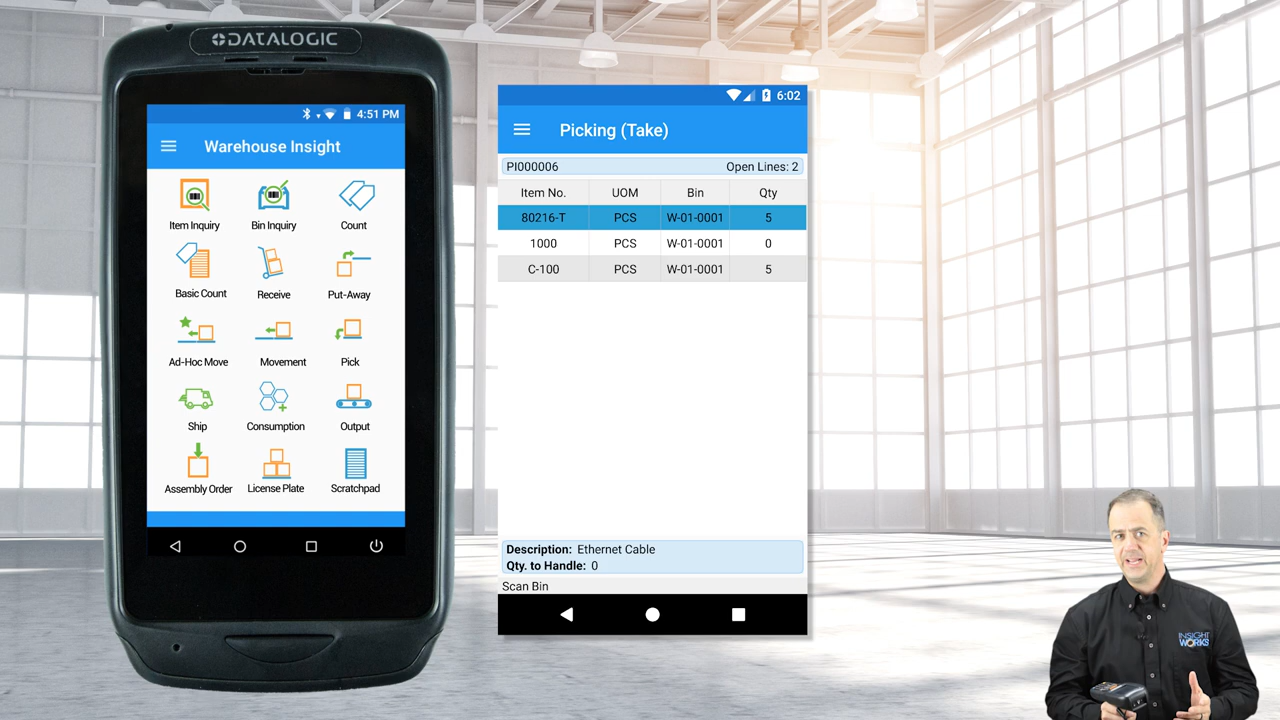 DATALOGIC
4:51 PM
Warehouse Insight
Item Inquiry Bin Inquiry Count
Basic Count Receive Put-Away
Ad-Hoc Move Movement Pick
Ship Consumption Output
Assembly Order License Plate Scratchpad
6:02
Picking (Take)
PI000006 Open Lines: 2
Item No. UOM Bin Qty
80216-T PCS W-01-0001 5
1000 PCS W-01-0001 0
C-100 PCS W-01-0001 5
Description: Ethernet Cable
Qty. to Handle: 0
Scan Bin
INSIGHT
WORKS